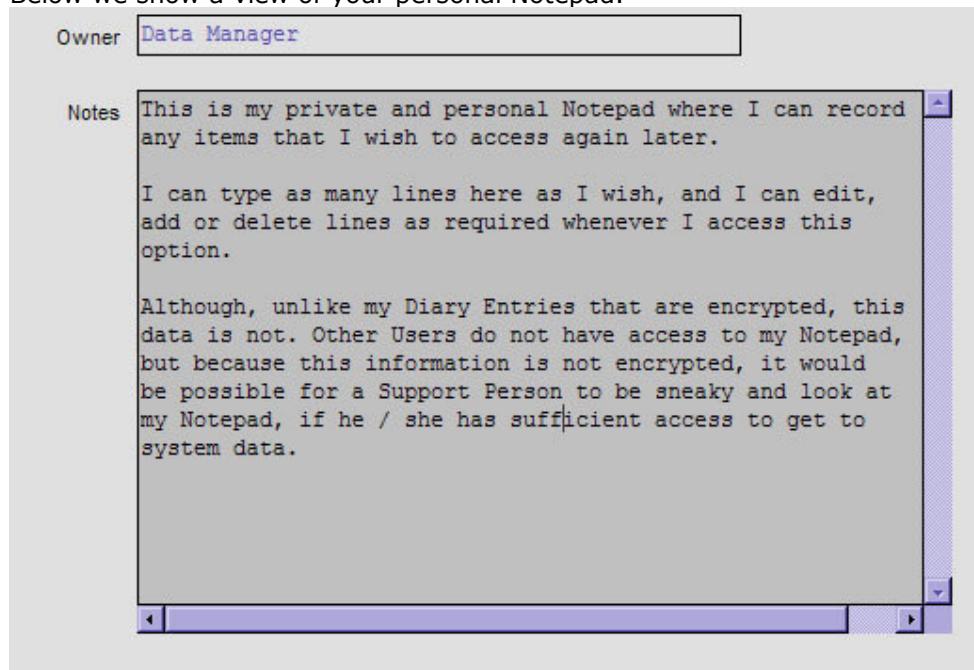 Below we show a view of your personal Notepad.
Owner Data Manager
Notes This is my private and personal Notepad where I can record
any items that I wish to access again later.
I can type as many lines here as I wish, and I can edit,
add or delete lines as required whenever I access this
option.
Although, unlike my Diary Entries that are encrypted, this
data is not. Other Users do not have access to my Notepad,
but because this information is not encrypted, it would
be possible for a Support Person to be sneaky and look at
my Notepad, if he / she has sufficient access to get to
system data.